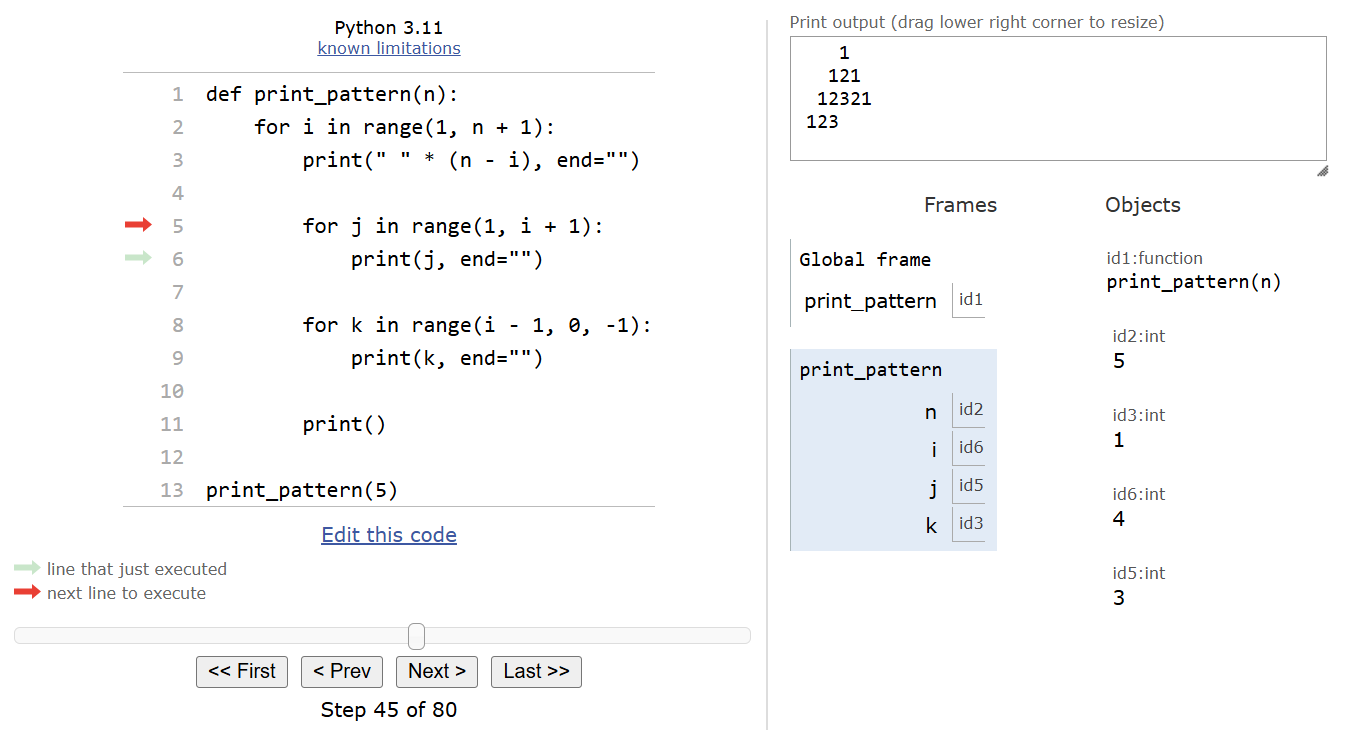 Python 3.11
known limitations
1 def print_pattern(n):
2     for i in range(1, n + 1):
3         print(" " * (n - i), end="")
4
5         for j in range(1, i + 1):
6             print(j, end="")
7
8         for k in range(i - 1, 0, -1):
9             print(k, end="")
10
11         print()
12
13 print_pattern(5)
Edit this code
line that just executed
next line to execute
<< First < Prev Next > Last >>
Step 45 of 80
Print output (drag lower right corner to resize)
    1
   121
  12321
 123
Frames Objects
Global frame
print_pattern id1
print_pattern
n id2
i id6
j id5
k id3
id1:function
print_pattern(n)
id2:int
5
id3:int
1
id6:int
4
id5:int
3